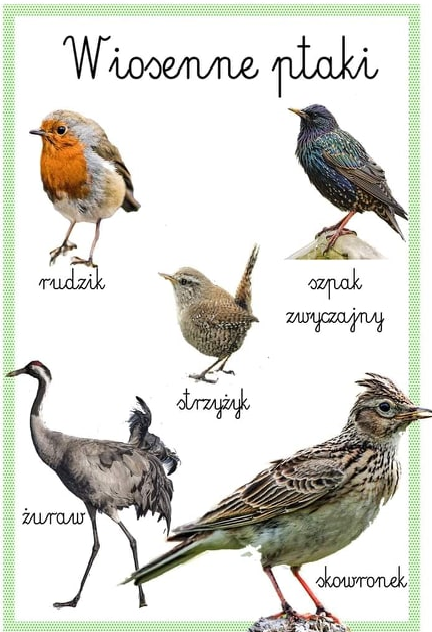 Wiosenne ptaki
rudzik
szpak
zwyczajny
strzyżyk
żuraw
skowronek